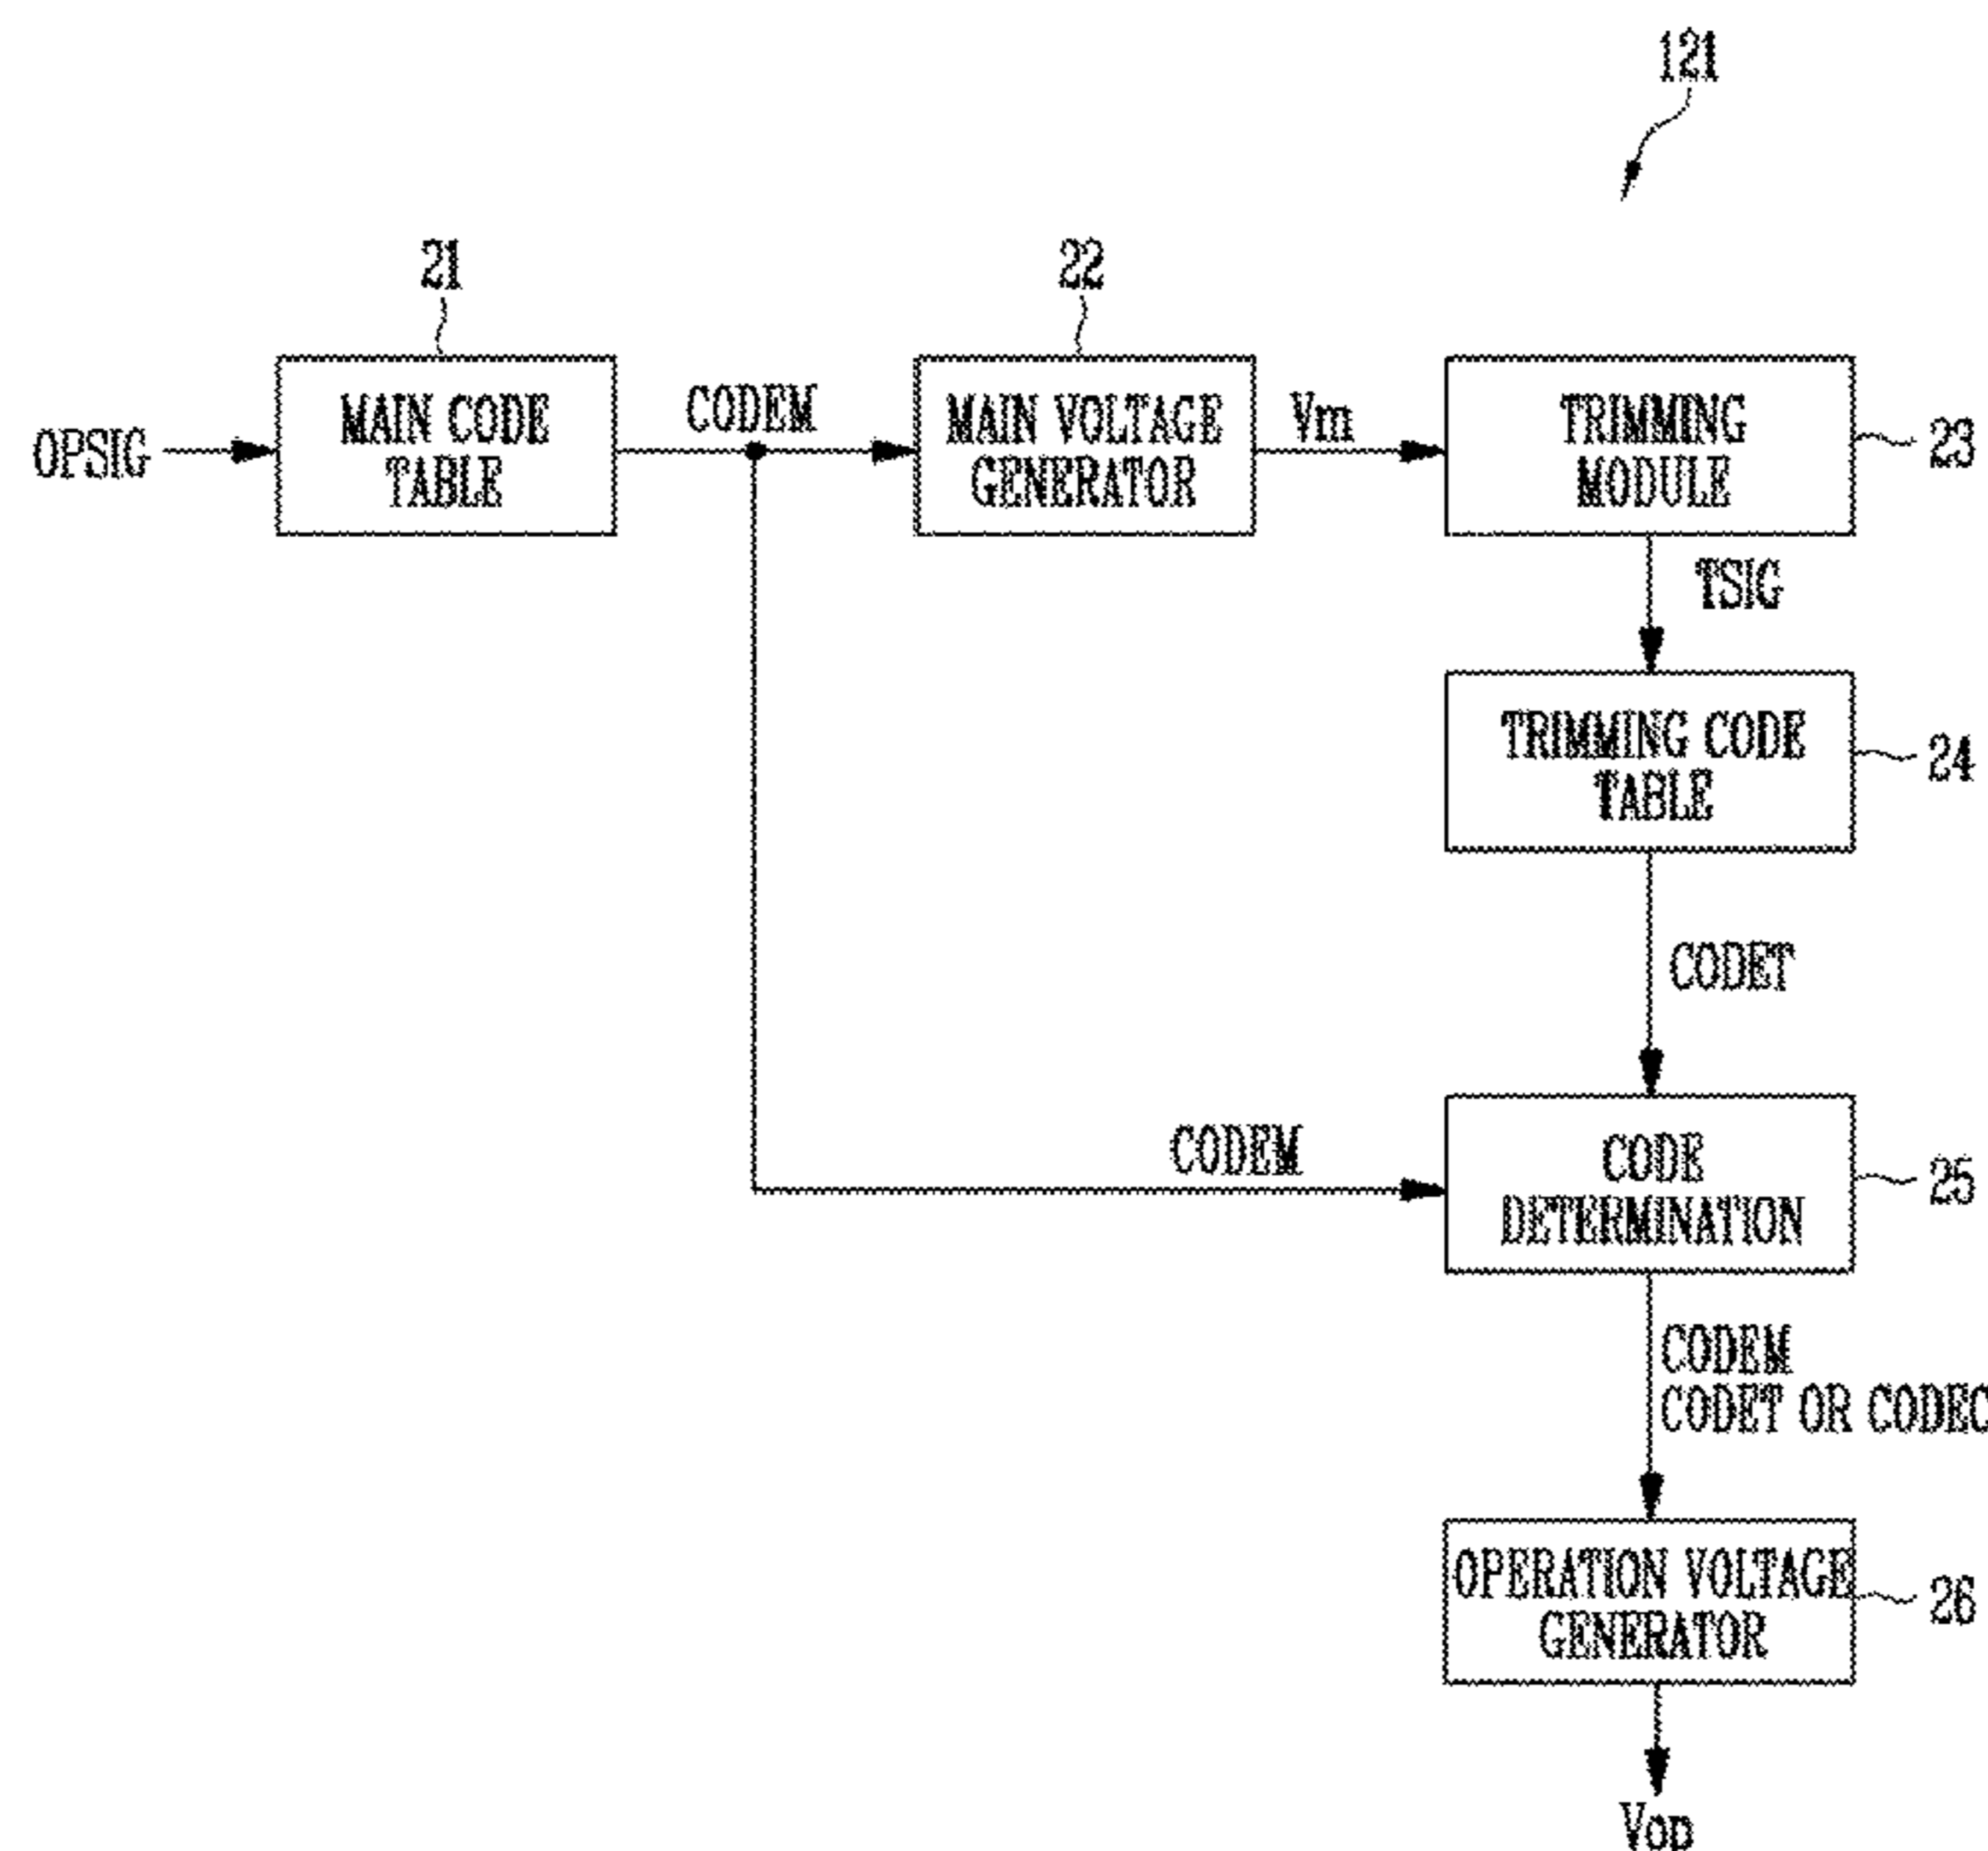 121
21
22
OPSIG
MAIN CODE
TABLE
CODEM
MAIN VOLTAGE
GENERATOR
Vm
TRIMMING
MODULE
23
TSIG
TRIMMING CODE
TABLE
24
CODET
CODEM
CODE
DETERMINATION
25
CODEM
CODET OR CODEC
OPERATION VOLTAGE
GENERATOR
26
Vop